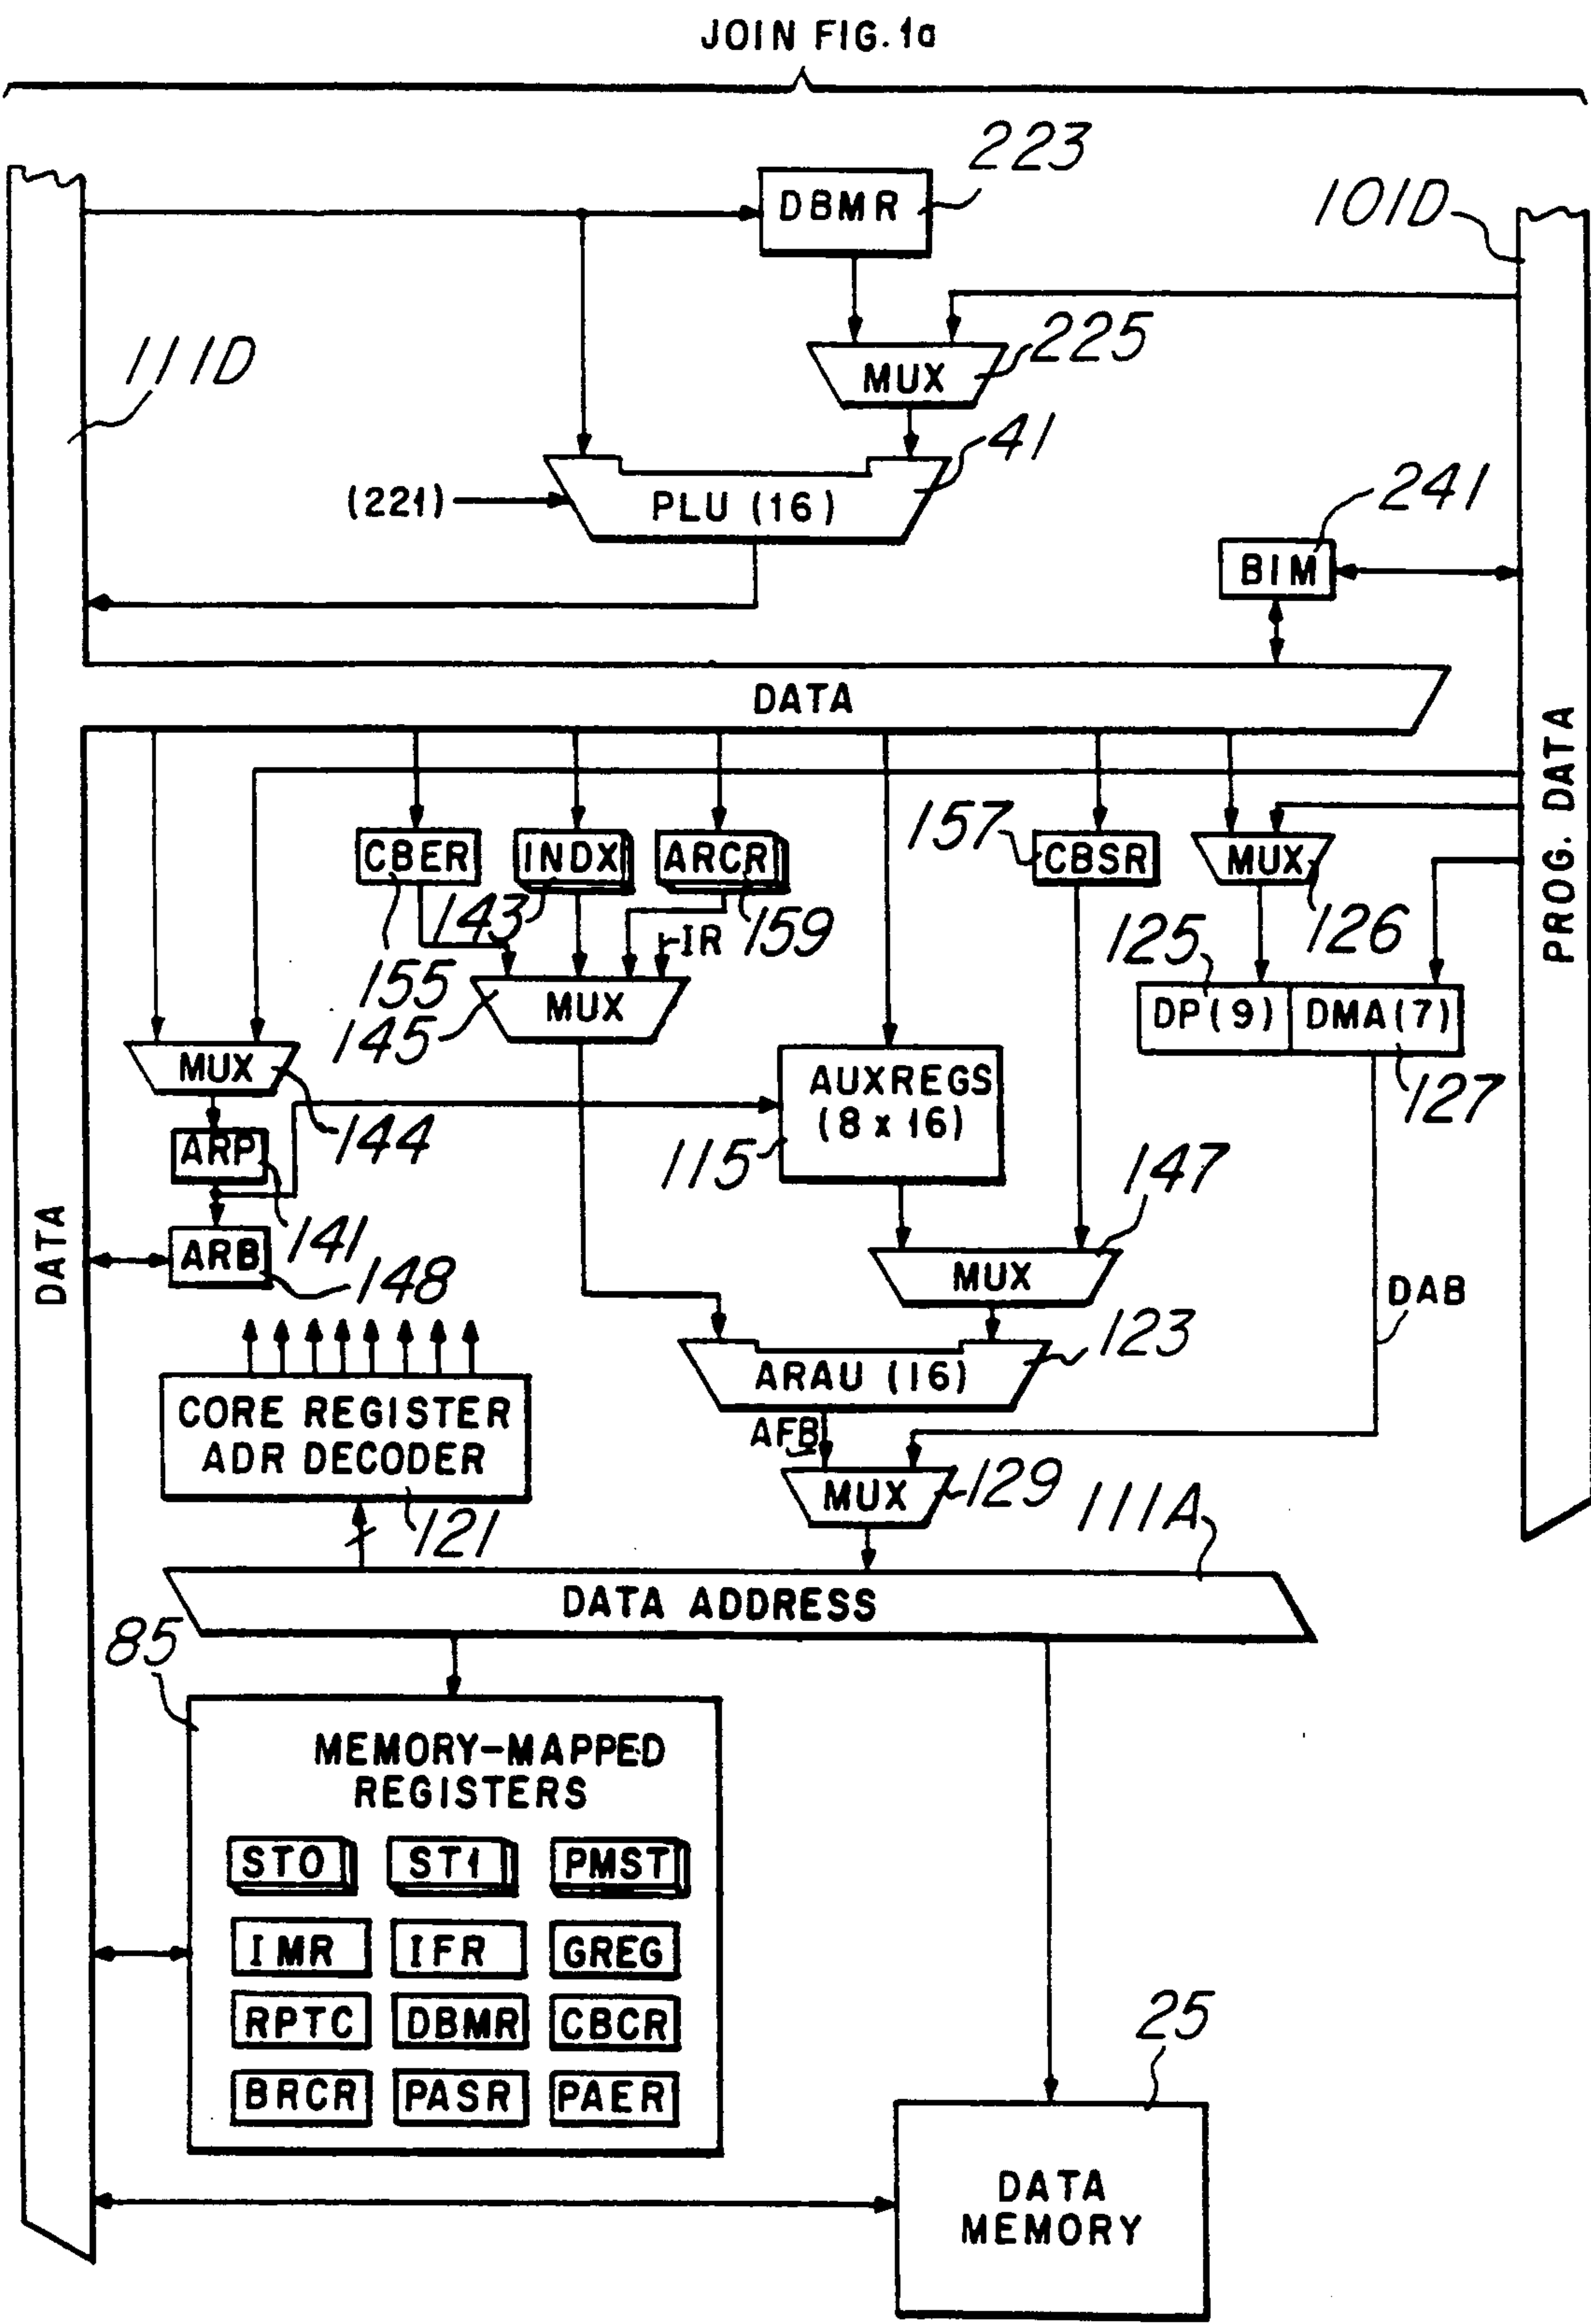 JOIN FIG. 1a
223
DBMR
101D
111D
225
MUX
41
(221)
PLU (16)
241
BIM
DATA
PROG. DATA
CBER
INDX
ARCR
157
CBSR
MUX
143
IR
159
125
126
155
145
MUX
DP(9)
DMA(7)
MUX
144
AUXREGS
(8 x 16)
127
ARP
115
147
DATA
141
ARB
148
MUX
DAB
123
ARAU (16)
CORE REGISTER
ADR DECODER
AFB
MUX
129
111A
121
DATA ADDRESS
85
MEMORY-MAPPED
REGISTERS
ST0
ST1
PMST
IMR
IFR
GREG
RPTC
DBMR
CBCR
25
BRCR
PASR
PAER
DATA
MEMORY